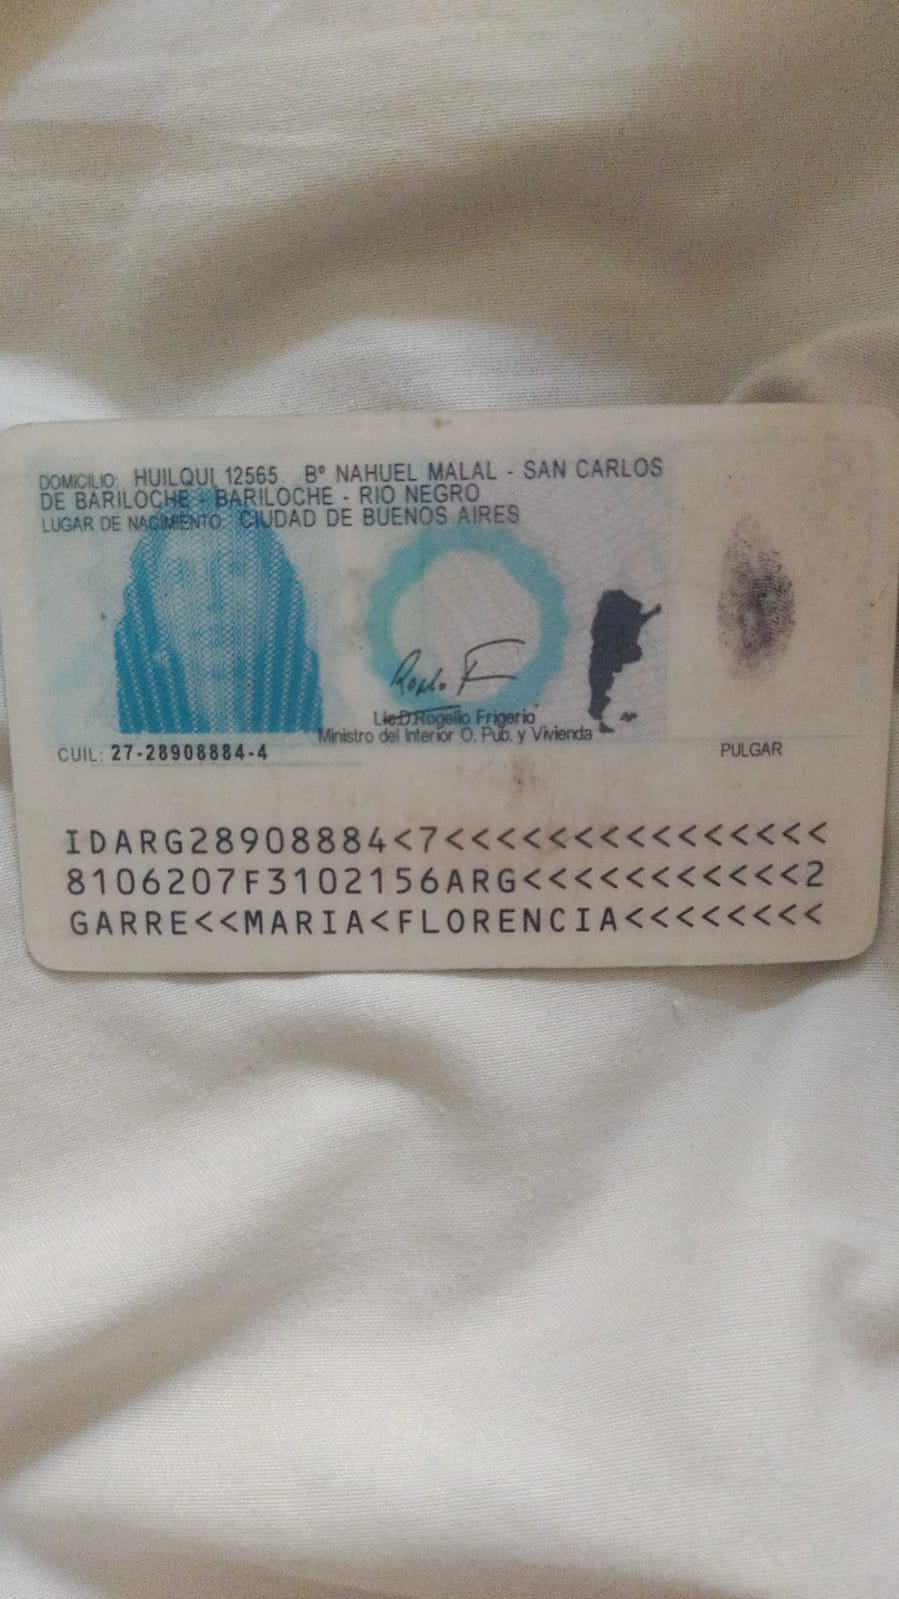 DOMICILIO: HUILQUI 12565 Bº NAHUEL MALAL - SAN CARLOS
DE BARILOCHE - BARILOCHE - RIO NEGRO
LUGAR DE NACIMIENTO: CIUDAD DE BUENOS AIRES
Lic.D.Rogelio Frigerio
Ministro del Interior O. Pub. y Vivienda
CUIL: 27-28908884-4
PULGAR
IDARG28908884<7<<<<<<<<<<<<<<<
8106207F3102156ARG<<<<<<<<<<<2
GARRE<<MARIA<FLORENCIA<<<<<<<<